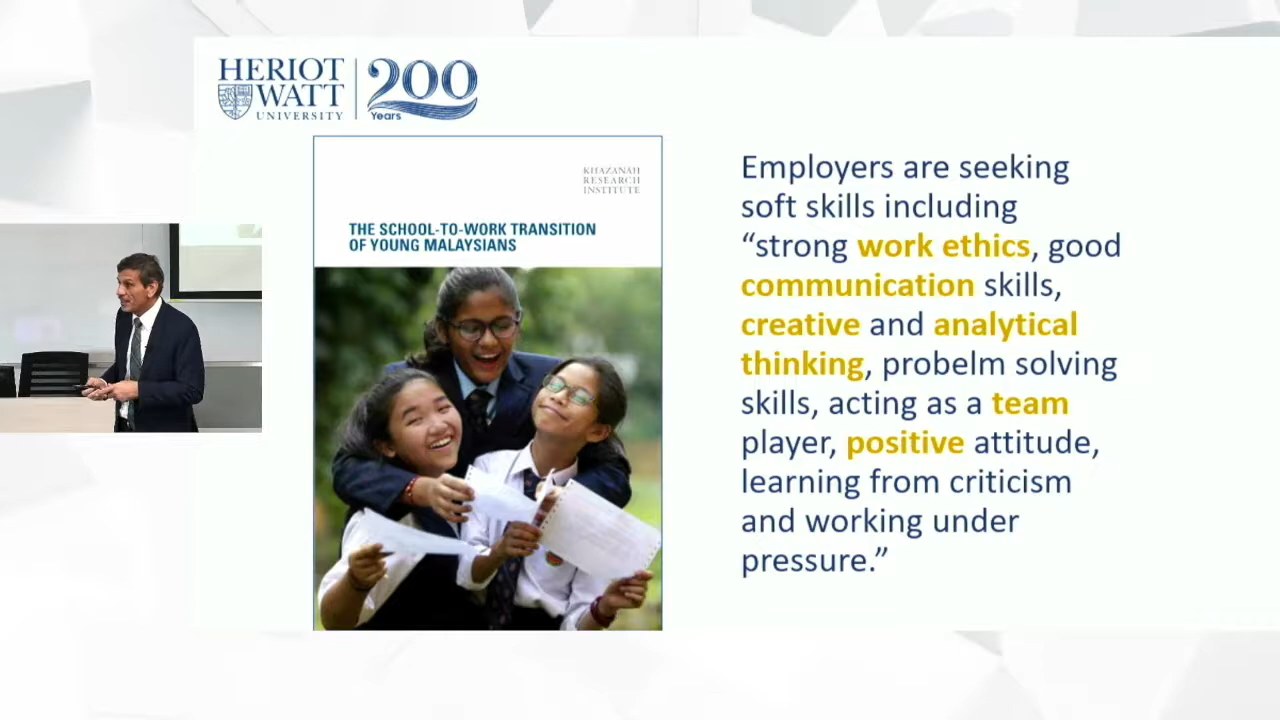 HERIOT
WATT
UNIVERSITY
200
Years
KHAZANAH
RESEARCH
INSTITUTE
THE SCHOOL-TO-WORK TRANSITION
OF YOUNG MALAYSIANS
Employers are seeking
soft skills including
“strong work ethics, good
communication skills,
creative and analytical
thinking, probelm solving
skills, acting as a team
player, positive attitude,
learning from criticism
and working under
pressure.”